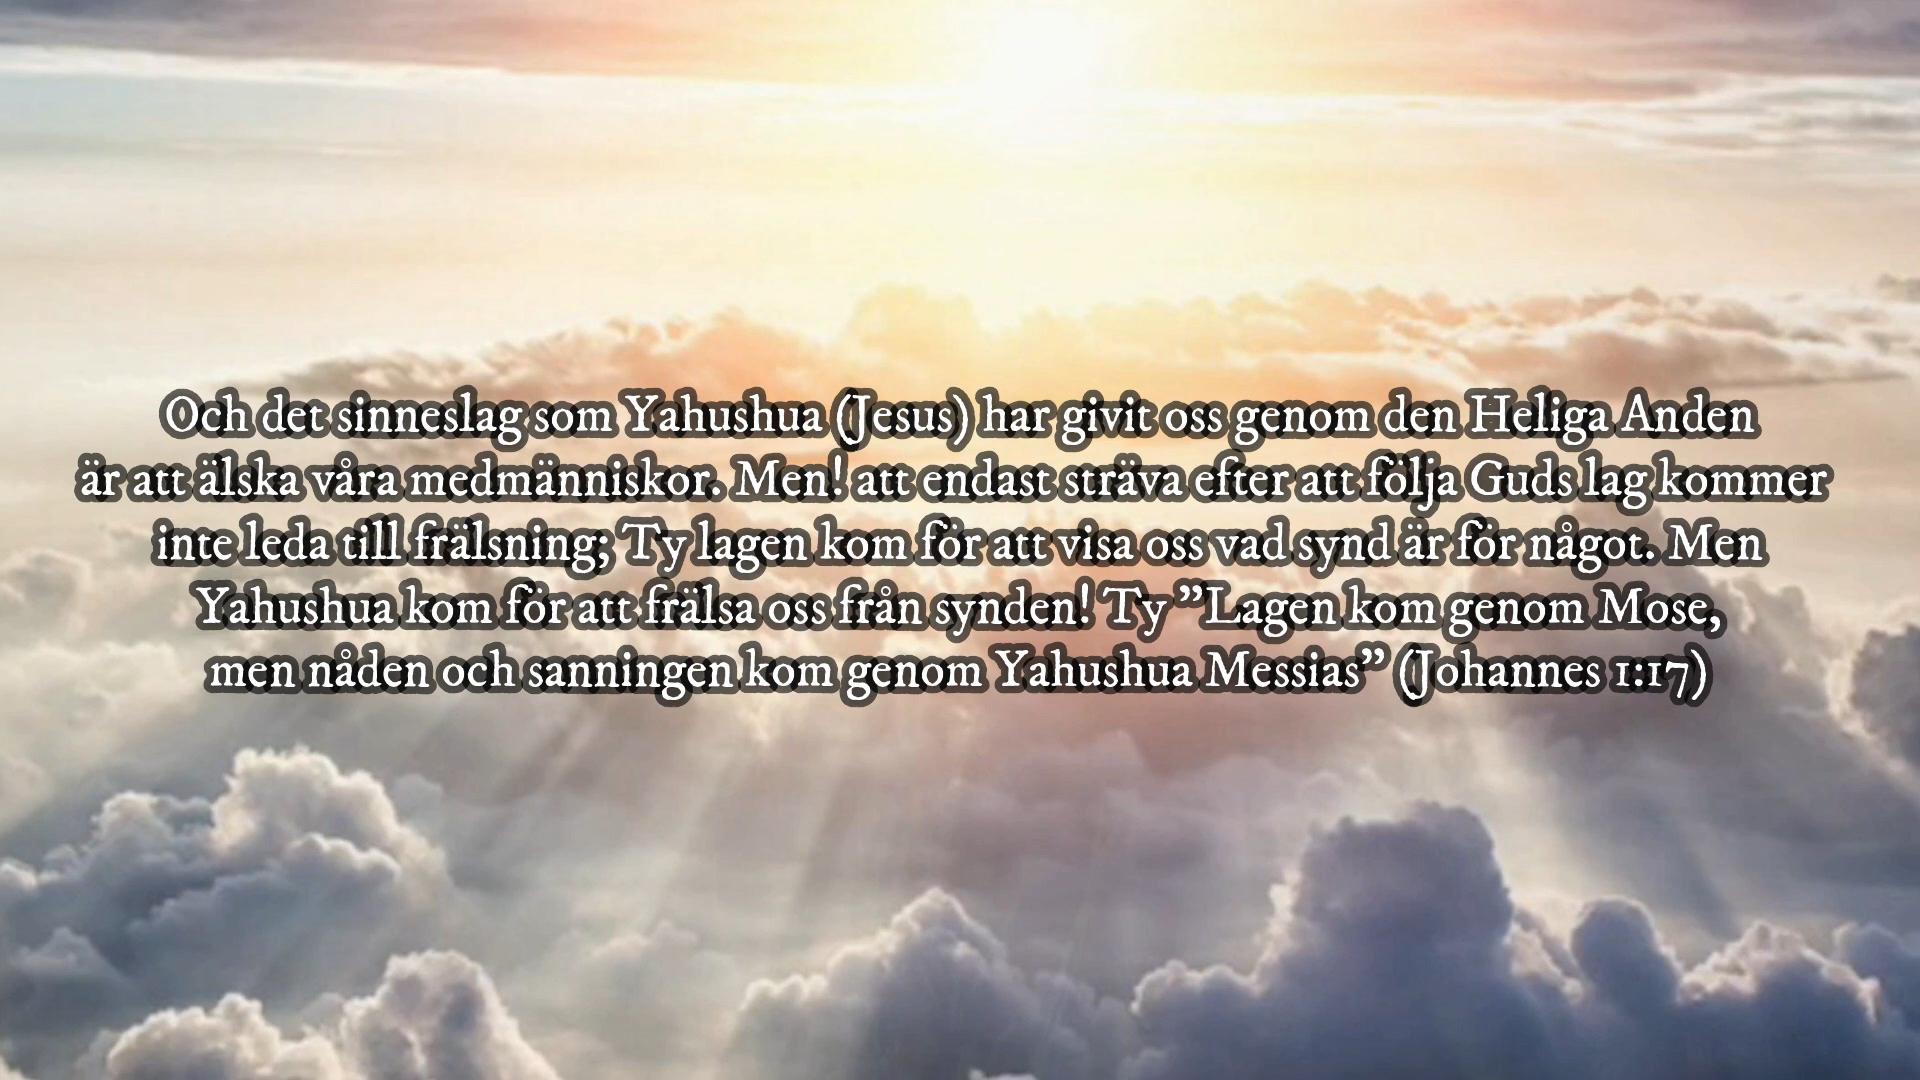 Och det sinneslag som Yahushua (Jesus) har givit oss genom den Heliga Anden
är att älska våra medmänniskor. Men! att endast sträva efter att följa Guds lag kommer
inte leda till frälsning; Ty lagen kom för att visa oss vad synd är för något. Men
Yahushua kom för att frälsa oss från synden! Ty ”Lagen kom genom Mose,
men nåden och sanningen kom genom Yahushua Messias” (Johannes 1:17)